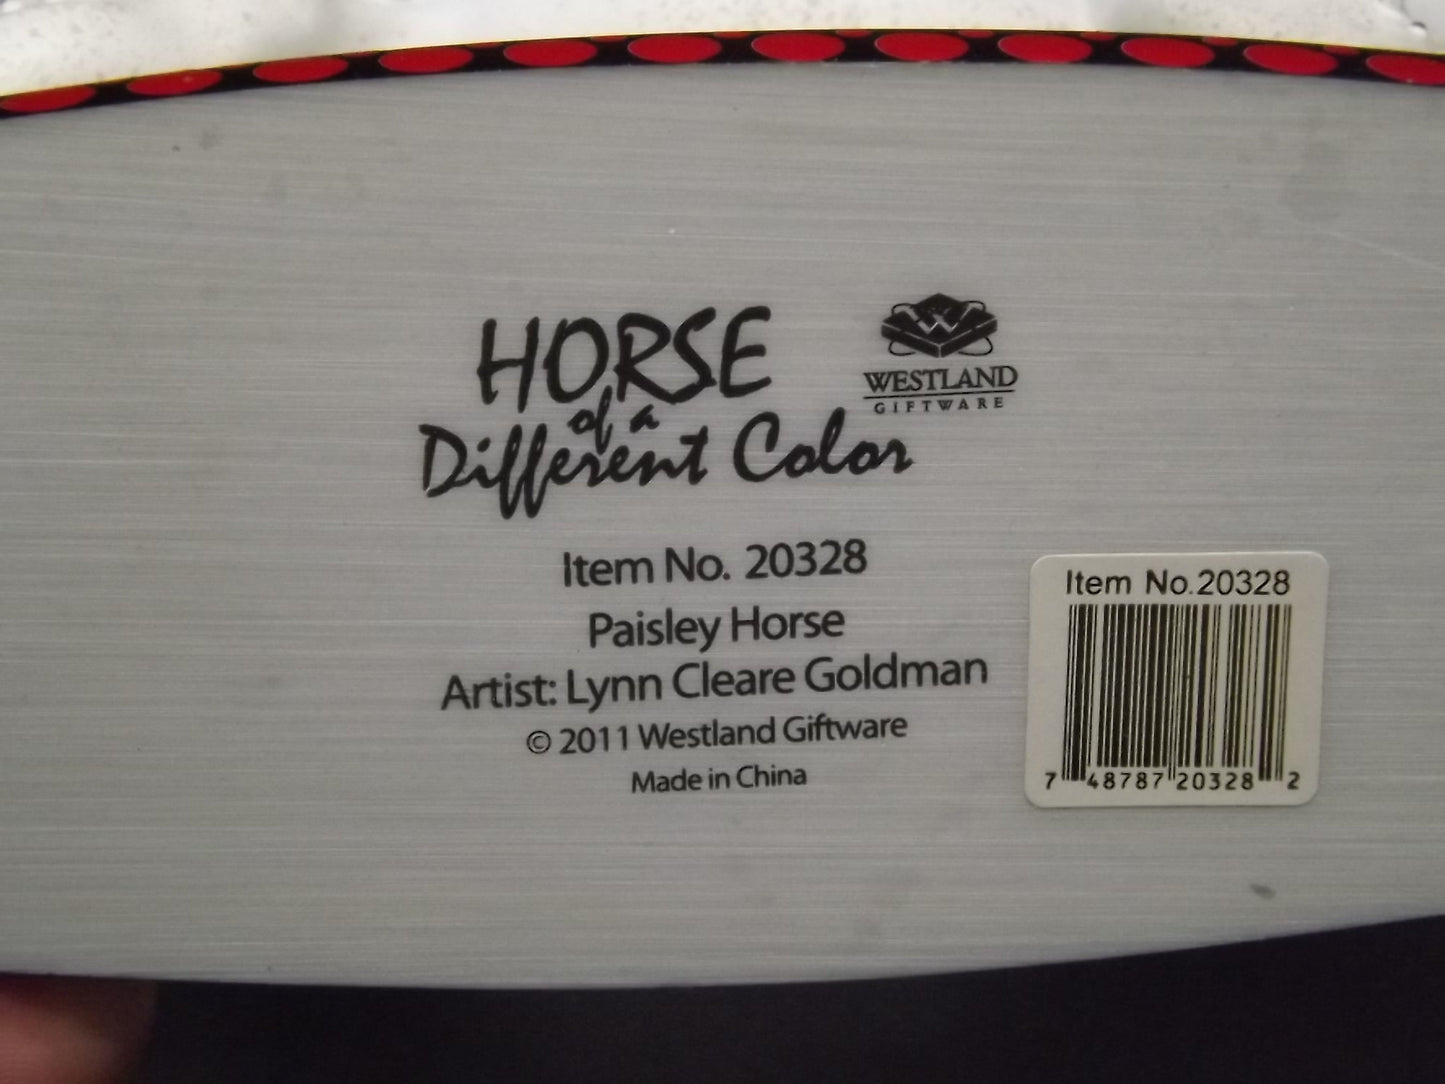 HORSE
of a
Different Color
WESTLAND
GIFTWARE
Item No. 20328
Paisley Horse
Artist: Lynn Cleare Goldman
© 2011 Westland Giftware
Made in China
Item No.20328
7 48787 20328 2